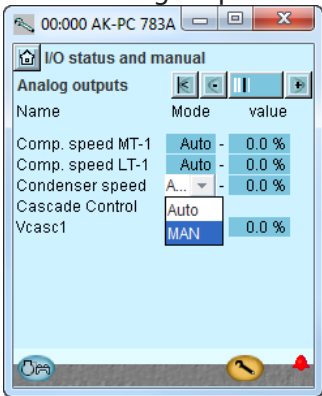 00:000 AK-PC 783A
I/O status and manual
Analog outputs
Name Mode value
Comp. speed MT-1 Auto - 0.0 %
Comp. speed LT-1 Auto - 0.0 %
Condenser speed A... - 0.0 %
Cascade Control Auto
Vcasc1 MAN 0.0 %